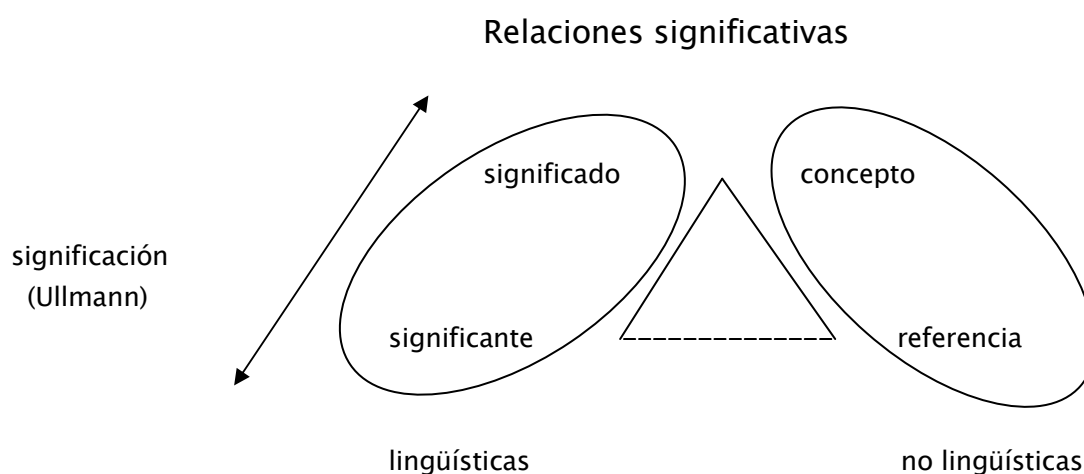 Relaciones significativas
significado
concepto
significación
(Ullmann)
significante
referencia
lingüísticas
no lingüísticas